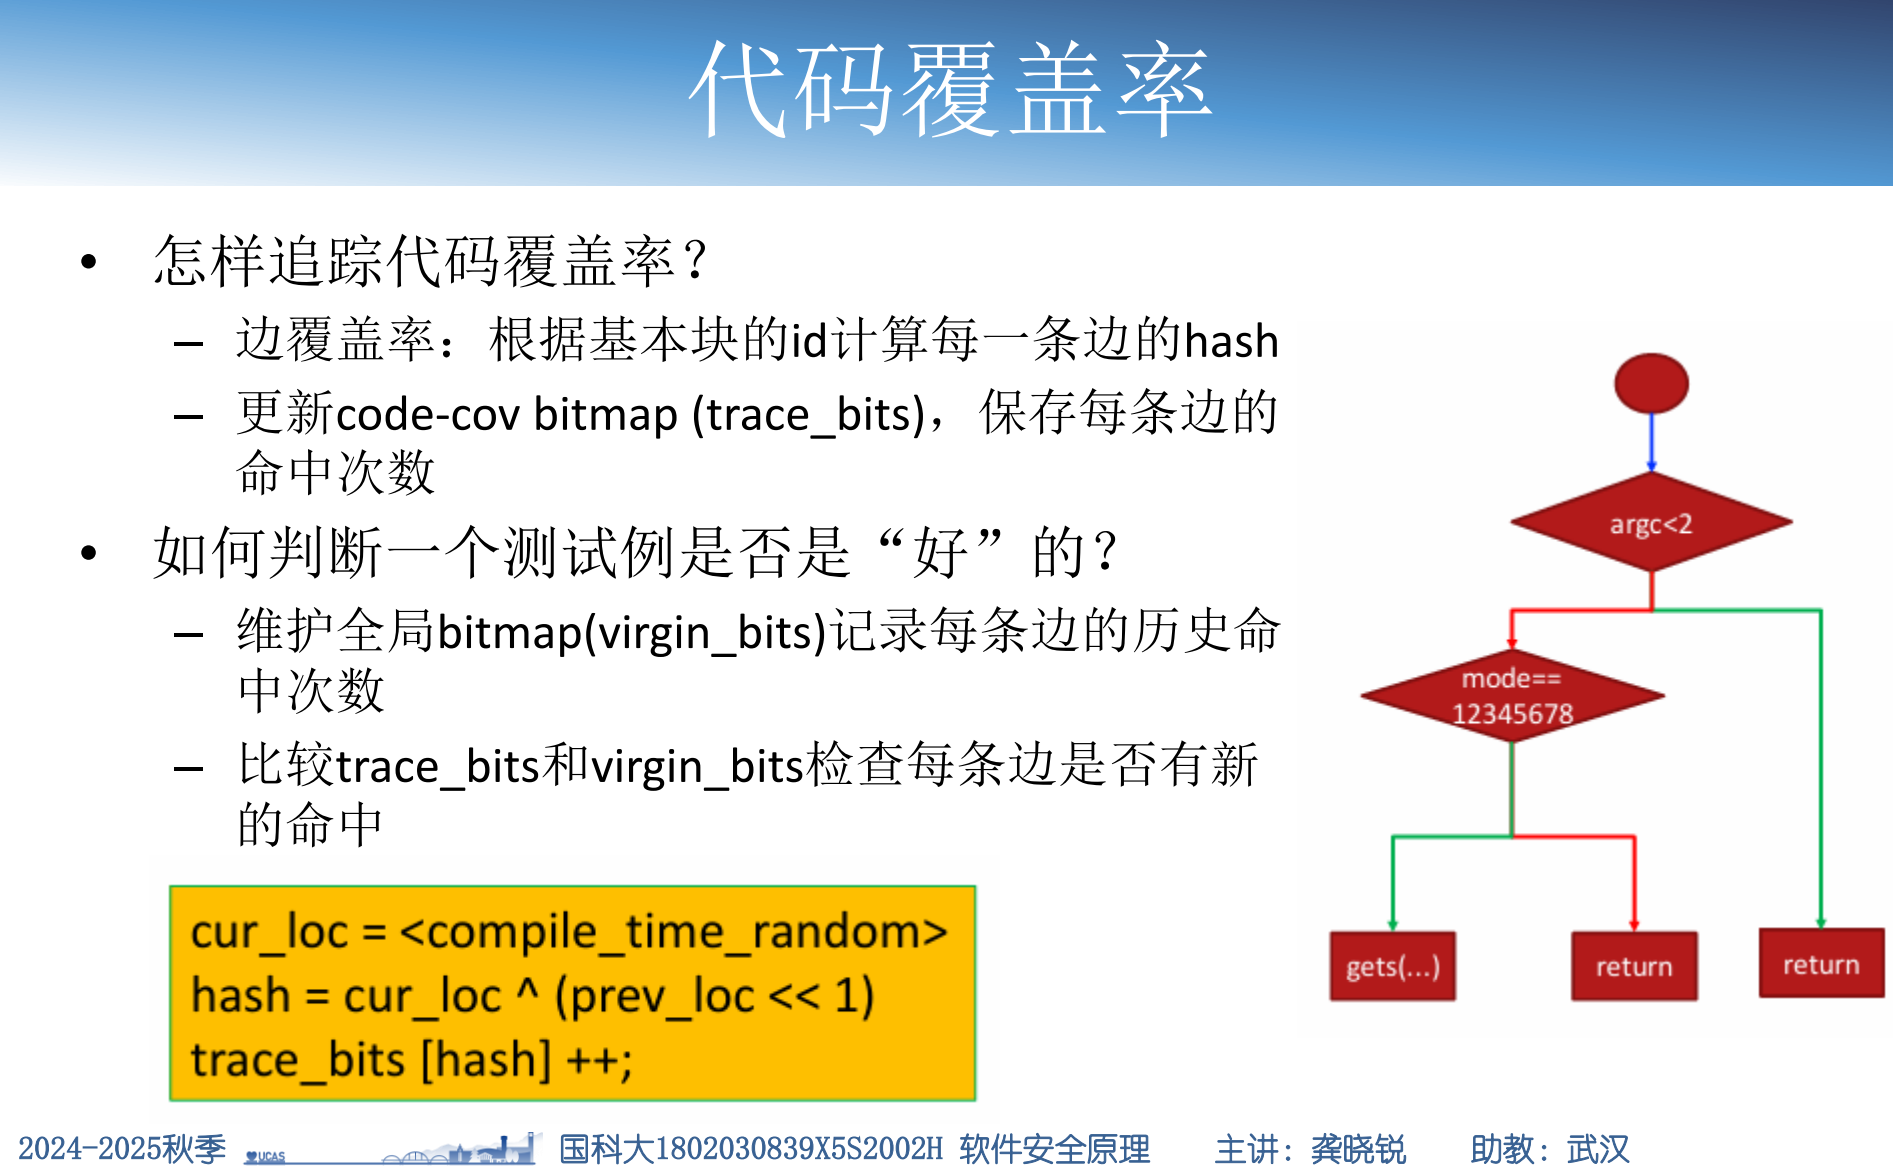 代码覆盖率
• 怎样追踪代码覆盖率？
– 边覆盖率：根据基本块的id计算每一条边的hash
– 更新code-cov bitmap (trace_bits)，保存每条边的
命中次数
• 如何判断一个测试例是否是“好”的？
– 维护全局bitmap(virgin_bits)记录每条边的历史命
中次数
– 比较trace_bits和virgin_bits检查每条边是否有新
的命中
cur_loc = <compile_time_random>
hash = cur_loc ^ (prev_loc << 1)
trace_bits [hash] ++;
argc<2
mode==
12345678
gets(...)
return
return
2024-2025秋季 UCAS 国科大1802030839X5S2002H 软件安全原理 主讲：龚晓锐 助教：武汉